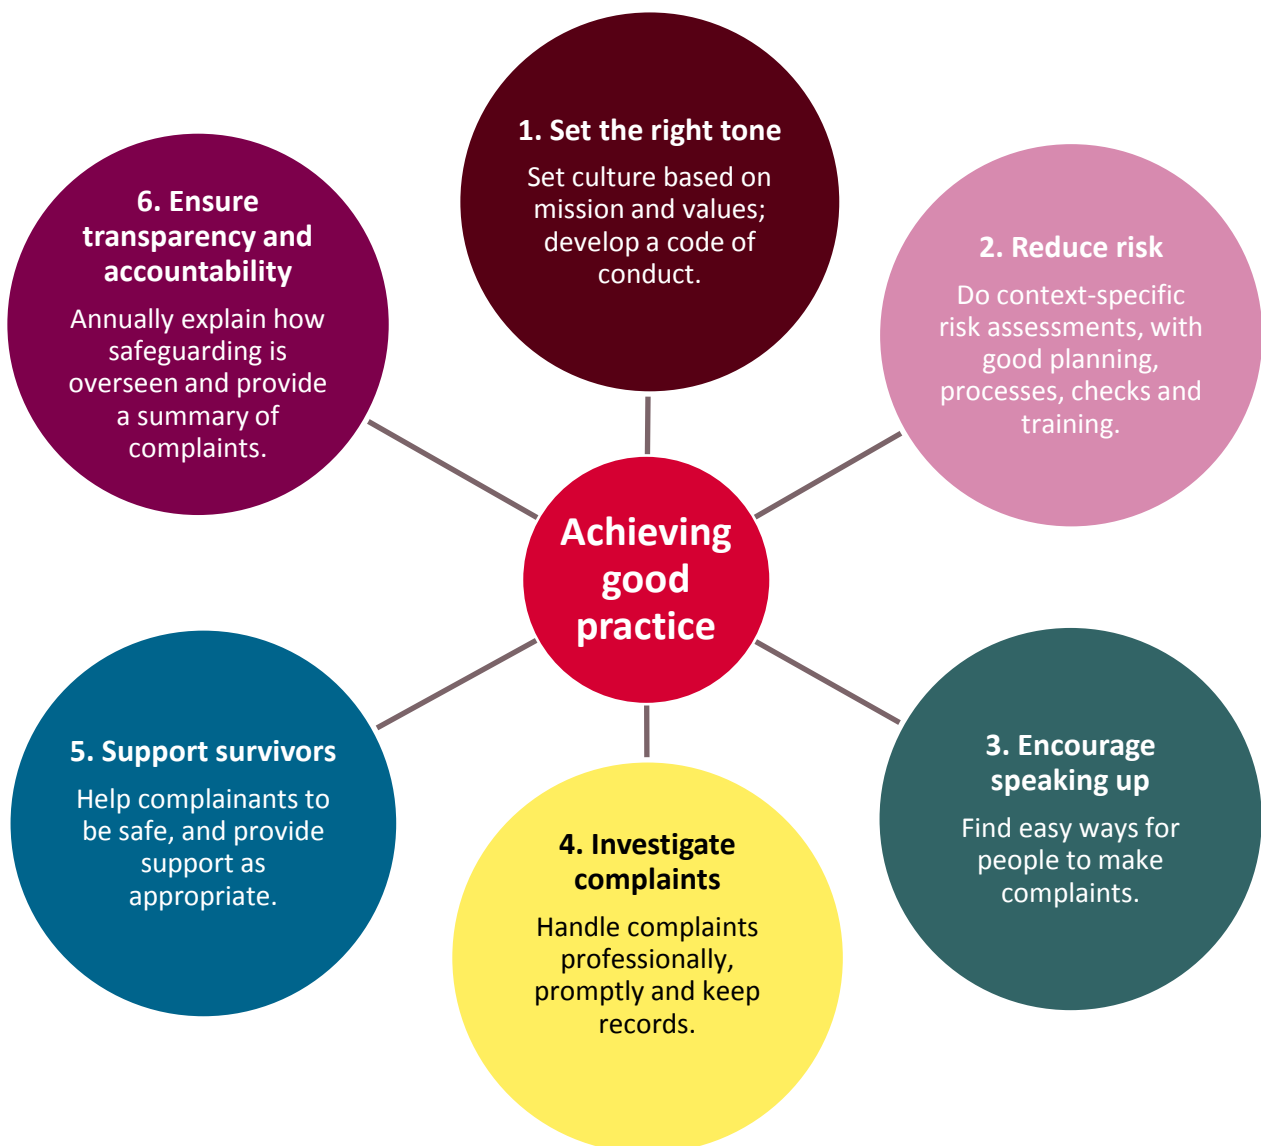 1. Set the right tone
Set culture based on
mission and values;
develop a code of
conduct.
2. Reduce risk
Do context-specific
risk assessments, with
good planning,
processes, checks and
training.
3. Encourage
speaking up
Find easy ways for
people to make
complaints.
4. Investigate
complaints
Handle complaints
professionally,
promptly and keep
records.
5. Support survivors
Help complainants to
be safe, and provide
support as
appropriate.
6. Ensure
transparency and
accountability
Annually explain how
safeguarding is
overseen and provide
a summary of
complaints.
Achieving
good
practice